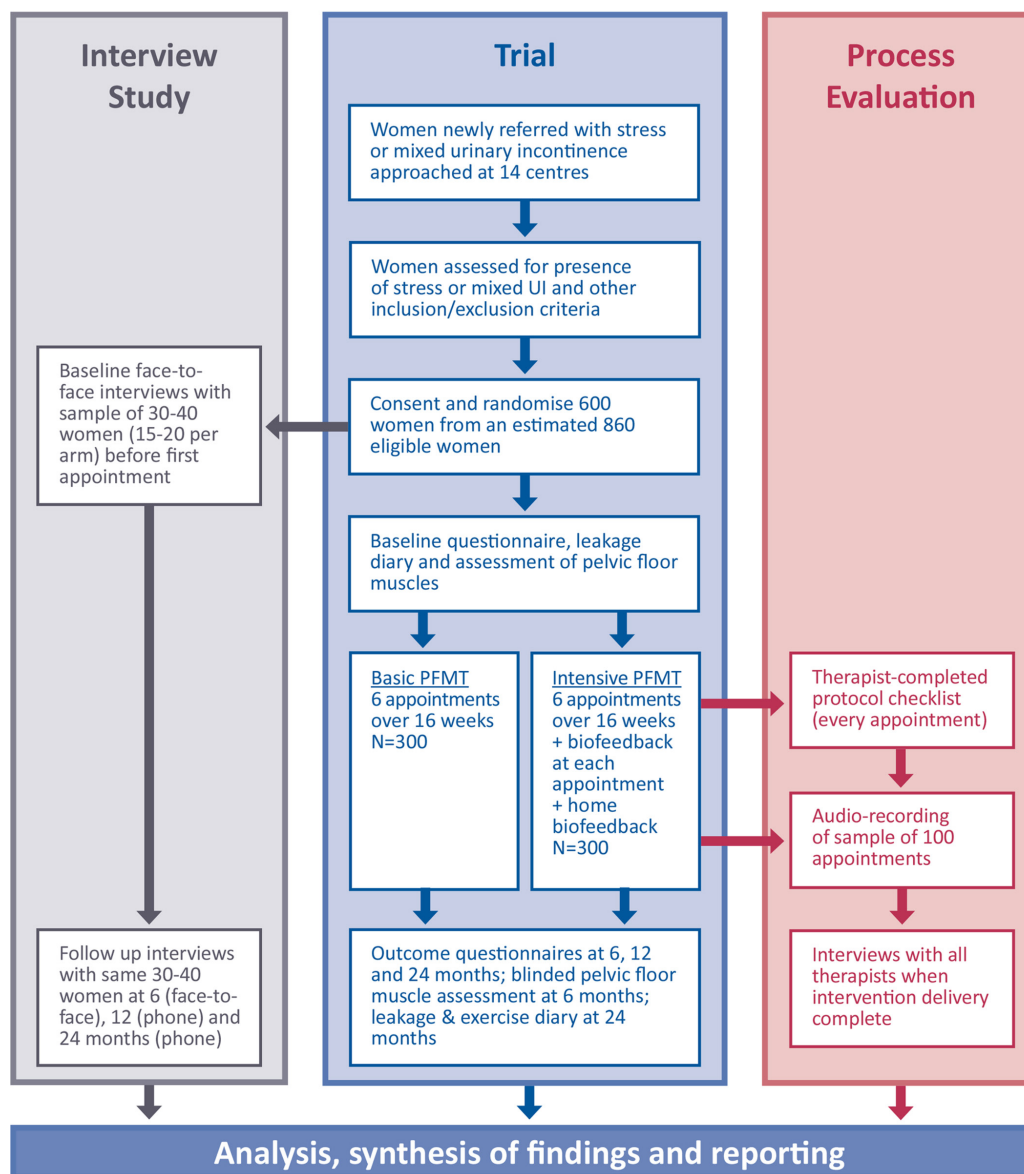 Interview
Study
Baseline face-to-
face interviews with
sample of 30-40
women (15-20 per
arm) before first
appointment
Follow up interviews
with same 30-40
women at 6 (face-to-
face), 12 (phone) and
24 months (phone)
Trial
Women newly referred with stress
or mixed urinary incontinence
approached at 14 centres
Women assessed for presence
of stress or mixed UI and other
inclusion/exclusion criteria
Consent and randomise 600
women from an estimated 860
eligible women
Baseline questionnaire, leakage
diary and assessment of pelvic floor
muscles
Basic PFMT
6 appointments
over 16 weeks
N=300
Intensive PFMT
6 appointments
over 16 weeks
+ biofeedback
at each
appointment
+ home
biofeedback
N=300
Outcome questionnaires at 6, 12
and 24 months; blinded pelvic floor
muscle assessment at 6 months;
leakage & exercise diary at 24
months
Process
Evaluation
Therapist-completed
protocol checklist
(every appointment)
Audio-recording
of sample of 100
appointments
Interviews with all
therapists when
intervention delivery
complete
Analysis, synthesis of findings and reporting